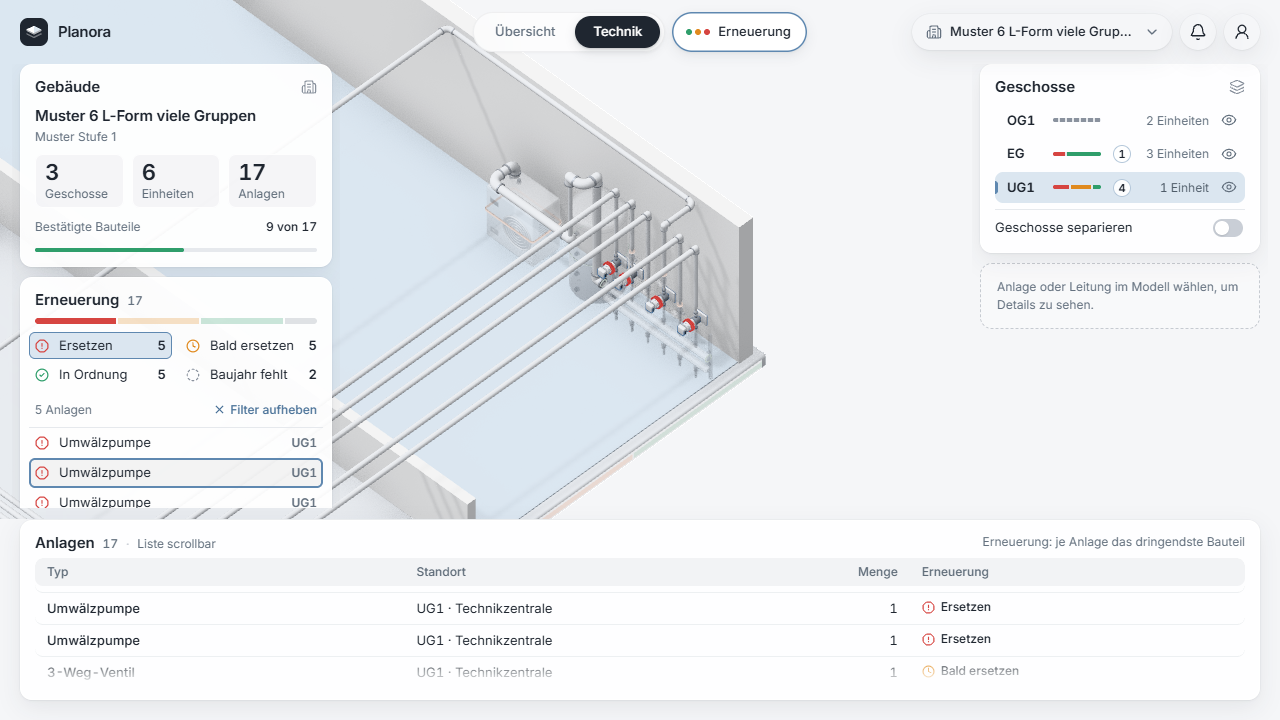 Planora
Übersicht
Technik
Erneuerung
Muster 6 L-Form viele Grup...
Gebäude
Muster 6 L-Form viele Gruppen
Muster Stufe 1
3
Geschosse
6
Einheiten
17
Anlagen
Bestätigte Bauteile
9 von 17
Erneuerung 17
Ersetzen 5
Bald ersetzen 5
In Ordnung 5
Baujahr fehlt 2
5 Anlagen
Filter aufheben
Umwälzpumpe UG1
Umwälzpumpe UG1
Umwälzpumpe UG1
Geschosse
OG1 2 Einheiten
EG 1 3 Einheiten
UG1 4 1 Einheit
Geschosse separieren
Anlage oder Leitung im Modell wählen, um
Details zu sehen.
Anlagen 17 · Liste scrollbar
Erneuerung: je Anlage das dringendste Bauteil
Typ Standort Menge Erneuerung
Umwälzpumpe UG1 · Technikzentrale 1 Ersetzen
Umwälzpumpe UG1 · Technikzentrale 1 Ersetzen
3-Weg-Ventil UG1 · Technikzentrale 1 Bald ersetzen